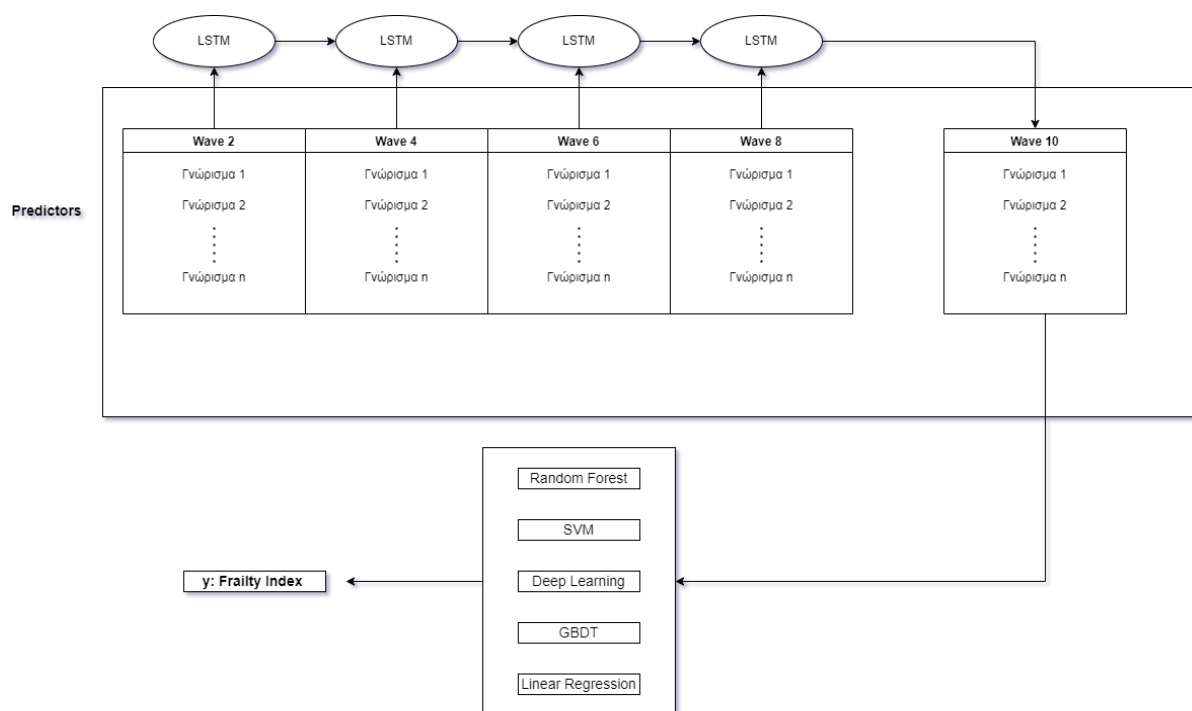 LSTM LSTM LSTM LSTM
Wave 2 Wave 4 Wave 6 Wave 8 Wave 10
Γνώρισμα 1 Γνώρισμα 1 Γνώρισμα 1 Γνώρισμα 1 Γνώρισμα 1
Predictors Γνώρισμα 2 Γνώρισμα 2 Γνώρισμα 2 Γνώρισμα 2 Γνώρισμα 2
Γνώρισμα n Γνώρισμα n Γνώρισμα n Γνώρισμα n Γνώρισμα n
Random Forest
SVM
y: Frailty Index Deep Learning
GBDT
Linear Regression